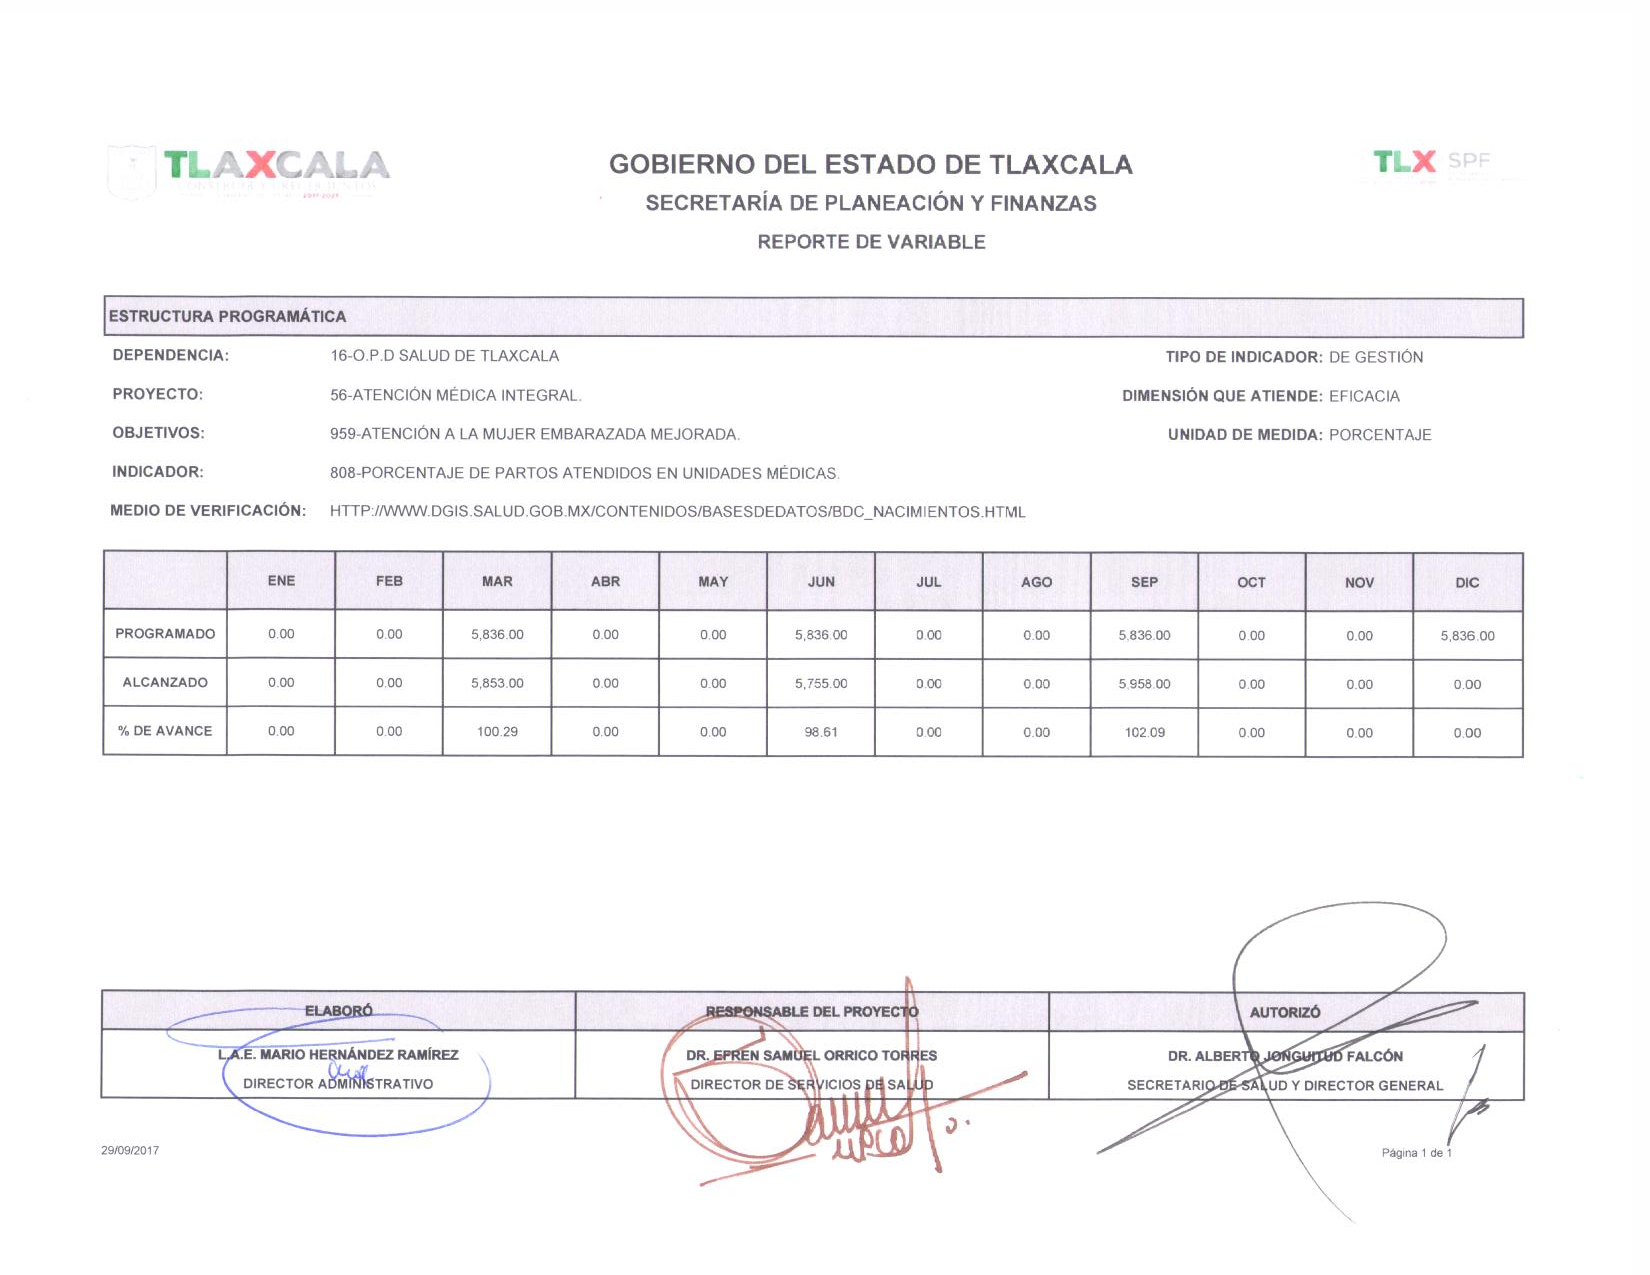 TLAXCALA
CONSTRUIR Y CRECER JUNTOS
2017-2021
GOBIERNO DEL ESTADO DE TLAXCALA
TLX SPF
SECRETARÍA DE PLANEACIÓN Y FINANZAS
REPORTE DE VARIABLE
ESTRUCTURA PROGRAMÁTICA
DEPENDENCIA: 16-O.P.D SALUD DE TLAXCALA TIPO DE INDICADOR: DE GESTIÓN
PROYECTO: 56-ATENCIÓN MÉDICA INTEGRAL. DIMENSIÓN QUE ATIENDE: EFICACIA
OBJETIVOS: 959-ATENCIÓN A LA MUJER EMBARAZADA MEJORADA. UNIDAD DE MEDIDA: PORCENTAJE
INDICADOR: 808-PORCENTAJE DE PARTOS ATENDIDOS EN UNIDADES MÉDICAS.
MEDIO DE VERIFICACIÓN: HTTP://WWW.DGIS.SALUD.GOB.MX/CONTENIDOS/BASESDEDATOS/BDC_NACIMIENTOS.HTML
ENE FEB MAR ABR MAY JUN JUL AGO SEP OCT NOV DIC
PROGRAMADO 0.00 0.00 5,836.00 0.00 0.00 5,836.00 0.00 0.00 5,836.00 0.00 0.00 5,836.00
ALCANZADO 0.00 0.00 5,853.00 0.00 0.00 5,755.00 0.00 0.00 5,958.00 0.00 0.00 0.00
% DE AVANCE 0.00 0.00 100.29 0.00 0.00 98.61 0.00 0.00 102.09 0.00 0.00 0.00
ELABORÓ RESPONSABLE DEL PROYECTO AUTORIZÓ
L.A.E. MARIO HERNÁNDEZ RAMÍREZ DR. EFREN SAMUEL ORRICO TORRES DR. ALBERTO JONGUITUD FALCÓN
DIRECTOR ADMINISTRATIVO DIRECTOR DE SERVICIOS DE SALUD SECRETARIO DE SALUD Y DIRECTOR GENERAL
29/09/2017 Página 1 de 1